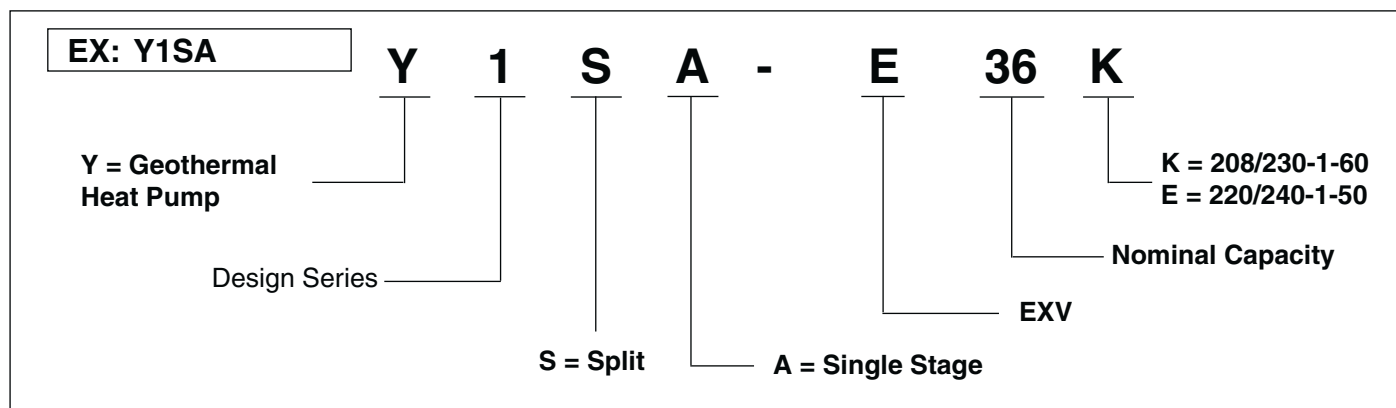 EX: Y1SA
Y 1 S A - E 36 K
Y = Geothermal
Heat Pump
K = 208/230-1-60
E = 220/240-1-50
Design Series
Nominal Capacity
EXV
S = Split
A = Single Stage